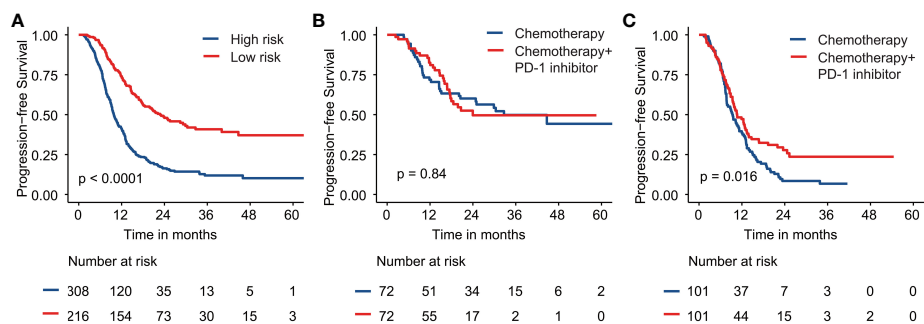 A
Progression−free Survival
1.00
0.75
0.50
0.25
0.00
High risk
Low risk
p < 0.0001
0 12 24 36 48 60
Time in months
Number at risk
308 120 35 13 5 1
216 154 73 30 15 3
B
Progression−free Survival
1.00
0.75
0.50
0.25
0.00
Chemotherapy
Chemotherapy+
PD-1 inhibitor
p = 0.84
0 12 24 36 48 60
Time in months
Number at risk
72 51 34 15 6 2
72 55 17 2 1 0
C
Progression−free Survival
1.00
0.75
0.50
0.25
0.00
Chemotherapy
Chemotherapy+
PD-1 inhibitor
p = 0.016
0 12 24 36 48 60
Time in months
Number at risk
101 37 7 3 0 0
101 44 15 3 2 0